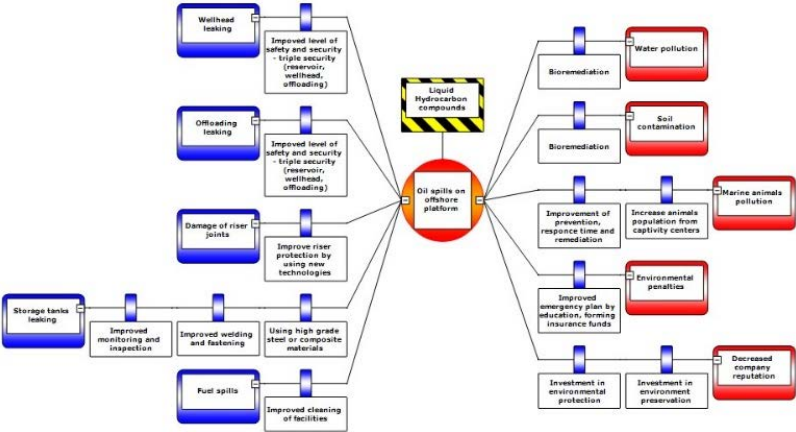 Wellhead
leaking
Improved level of
safety and security
- triple security
(reservoir,
wellhead,
offloading)
Offloading
leaking
Improved level of
safety and security
- triple security
(reservoir,
wellhead,
offloading)
Damage of riser
joints
Improve riser
protection by
using new
technologies
Storage tanks
leaking
Improved
monitoring and
inspection
Improved welding
and fastening
Using high grade
steel or composite
materials
Fuel spills
Improved cleaning
of facilities
Liquid
Hydrocarbon
compounds
Oil spills on
offshore
platform
Bioremediation
Water pollution
Bioremediation
Soil
contamination
Improvement of
prevention,
responce time and
remediation
Increase animals
population from
captivity centers
Marine animals
pollution
Improved
emergency plan by
education, forming
insurance funds
Environmental
penalties
Investment in
environmental
protection
Investment in
environment
preservation
Decreased
company
reputation